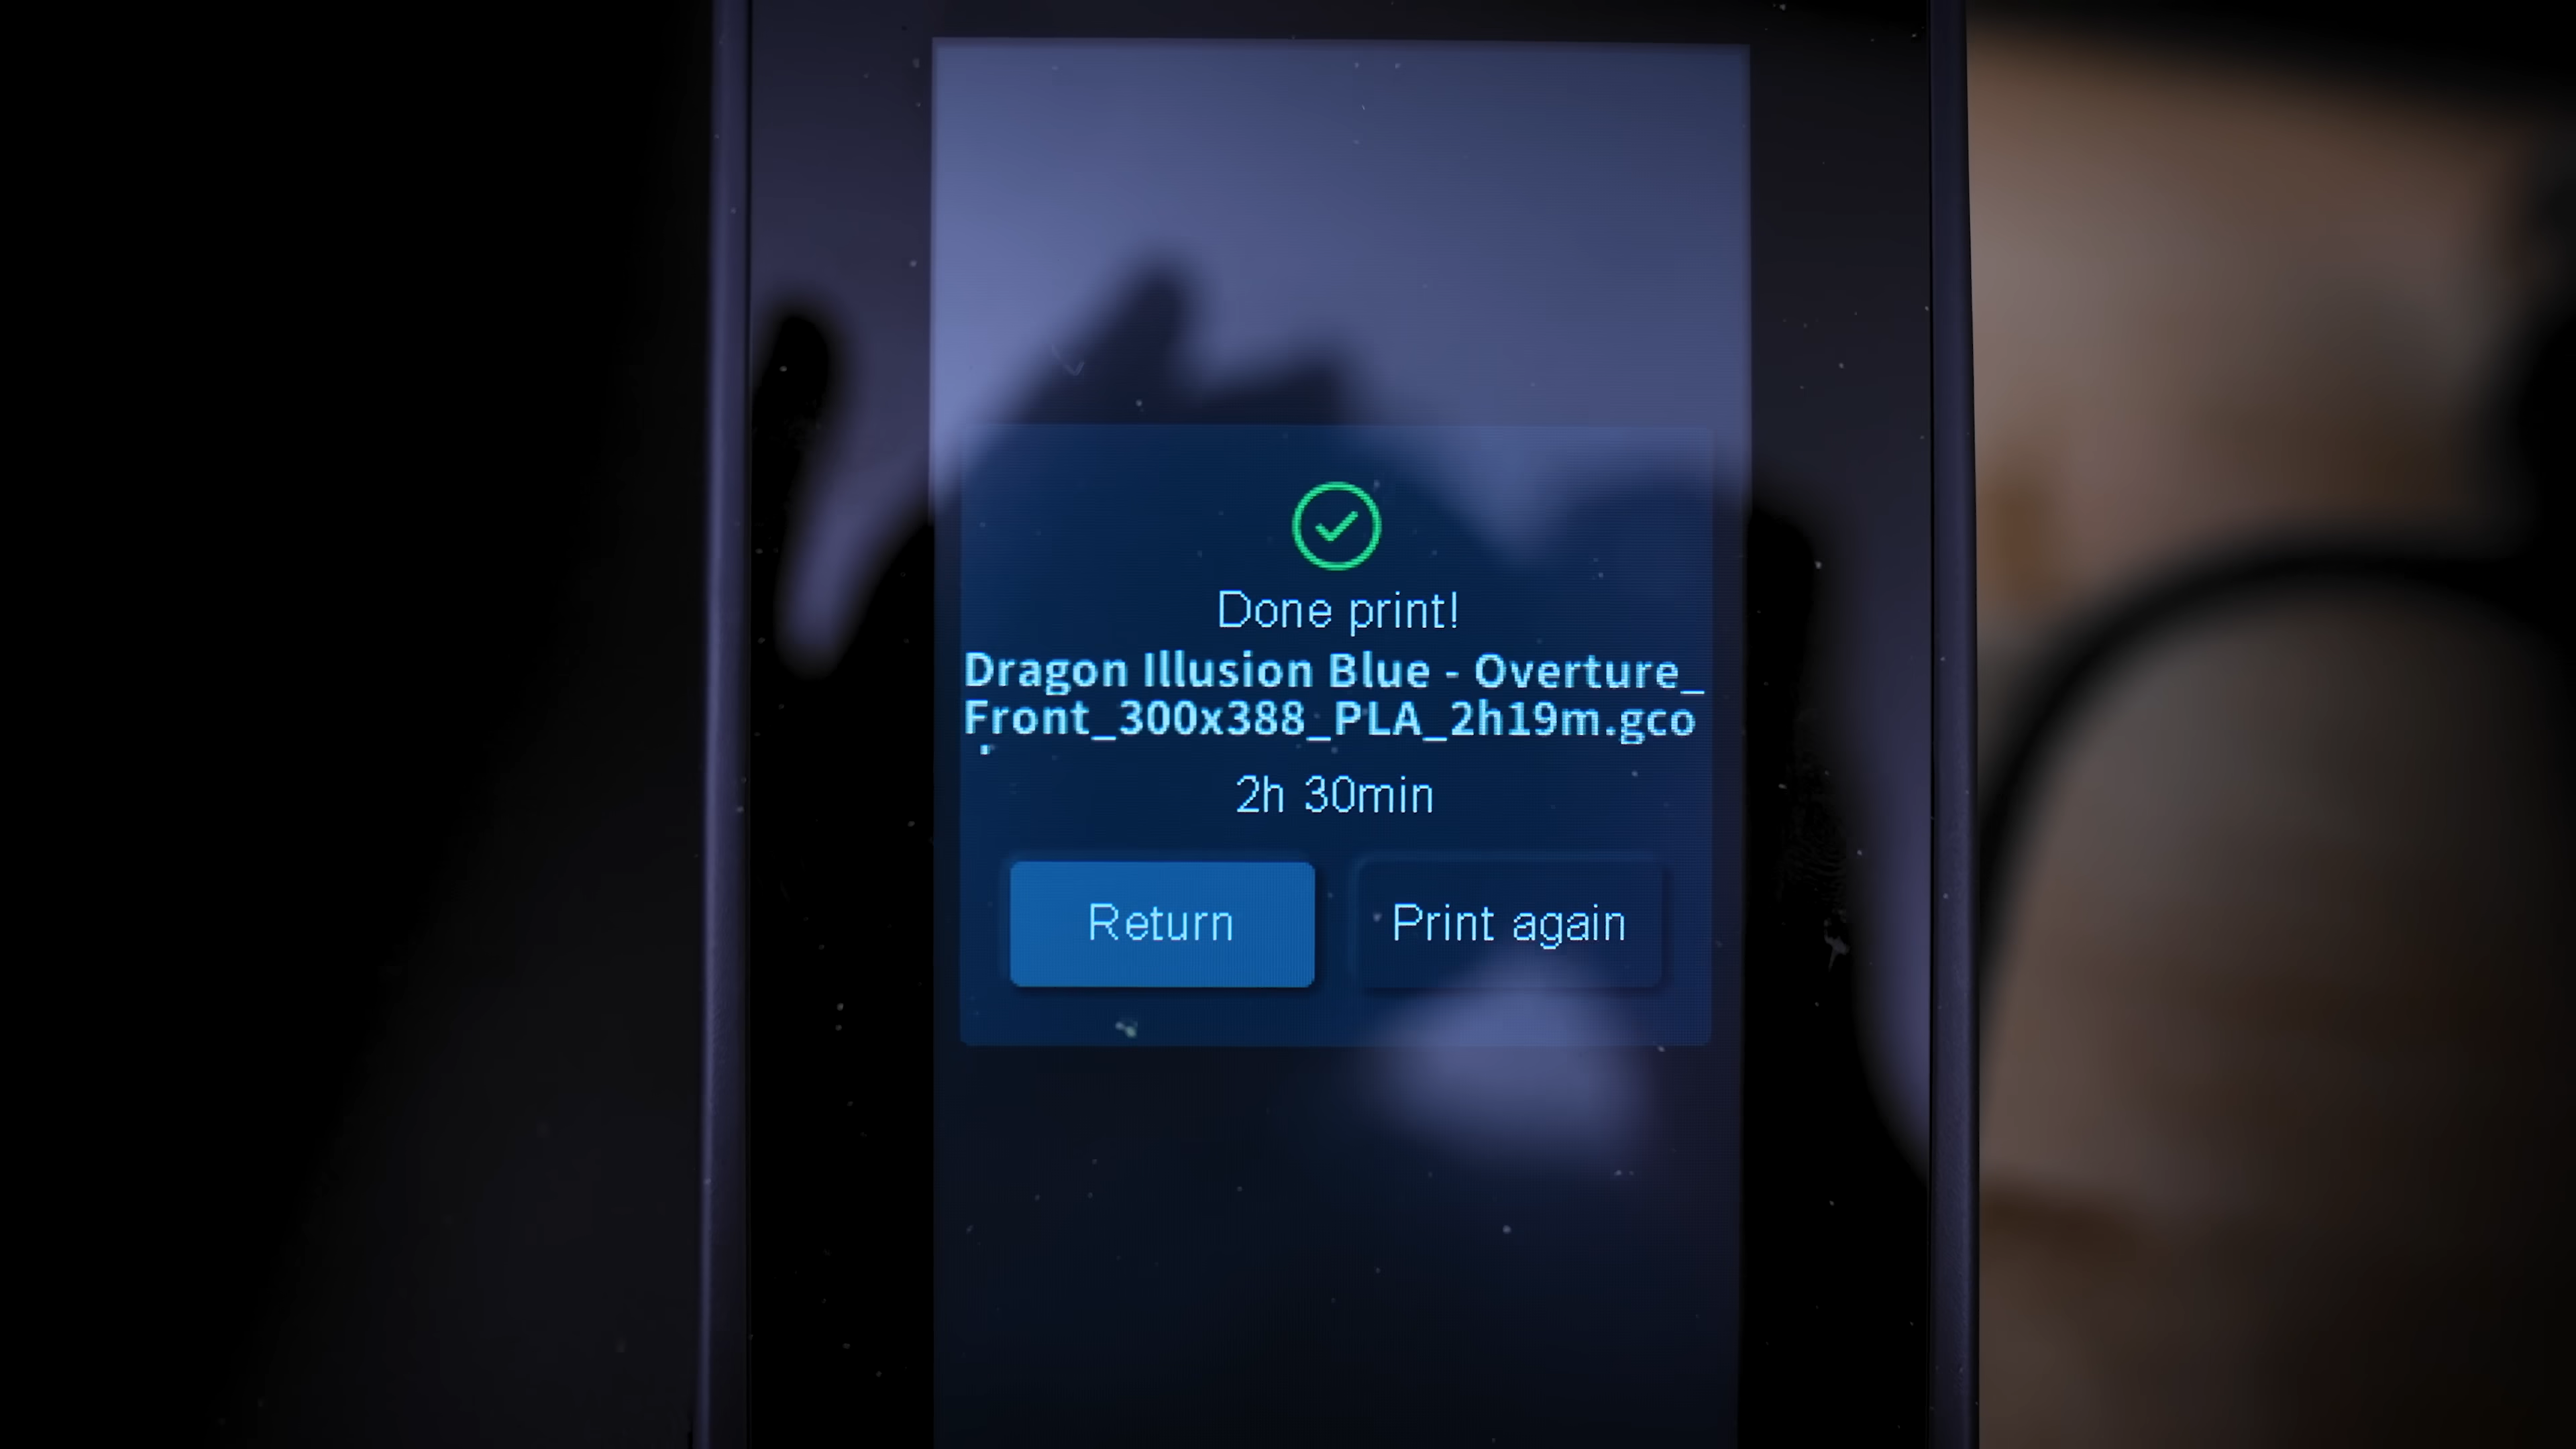 Done print!
Dragon Illusion Blue - Overture_
Front_300x388_PLA_2h19m.gco
2h 30min
Return
Print again